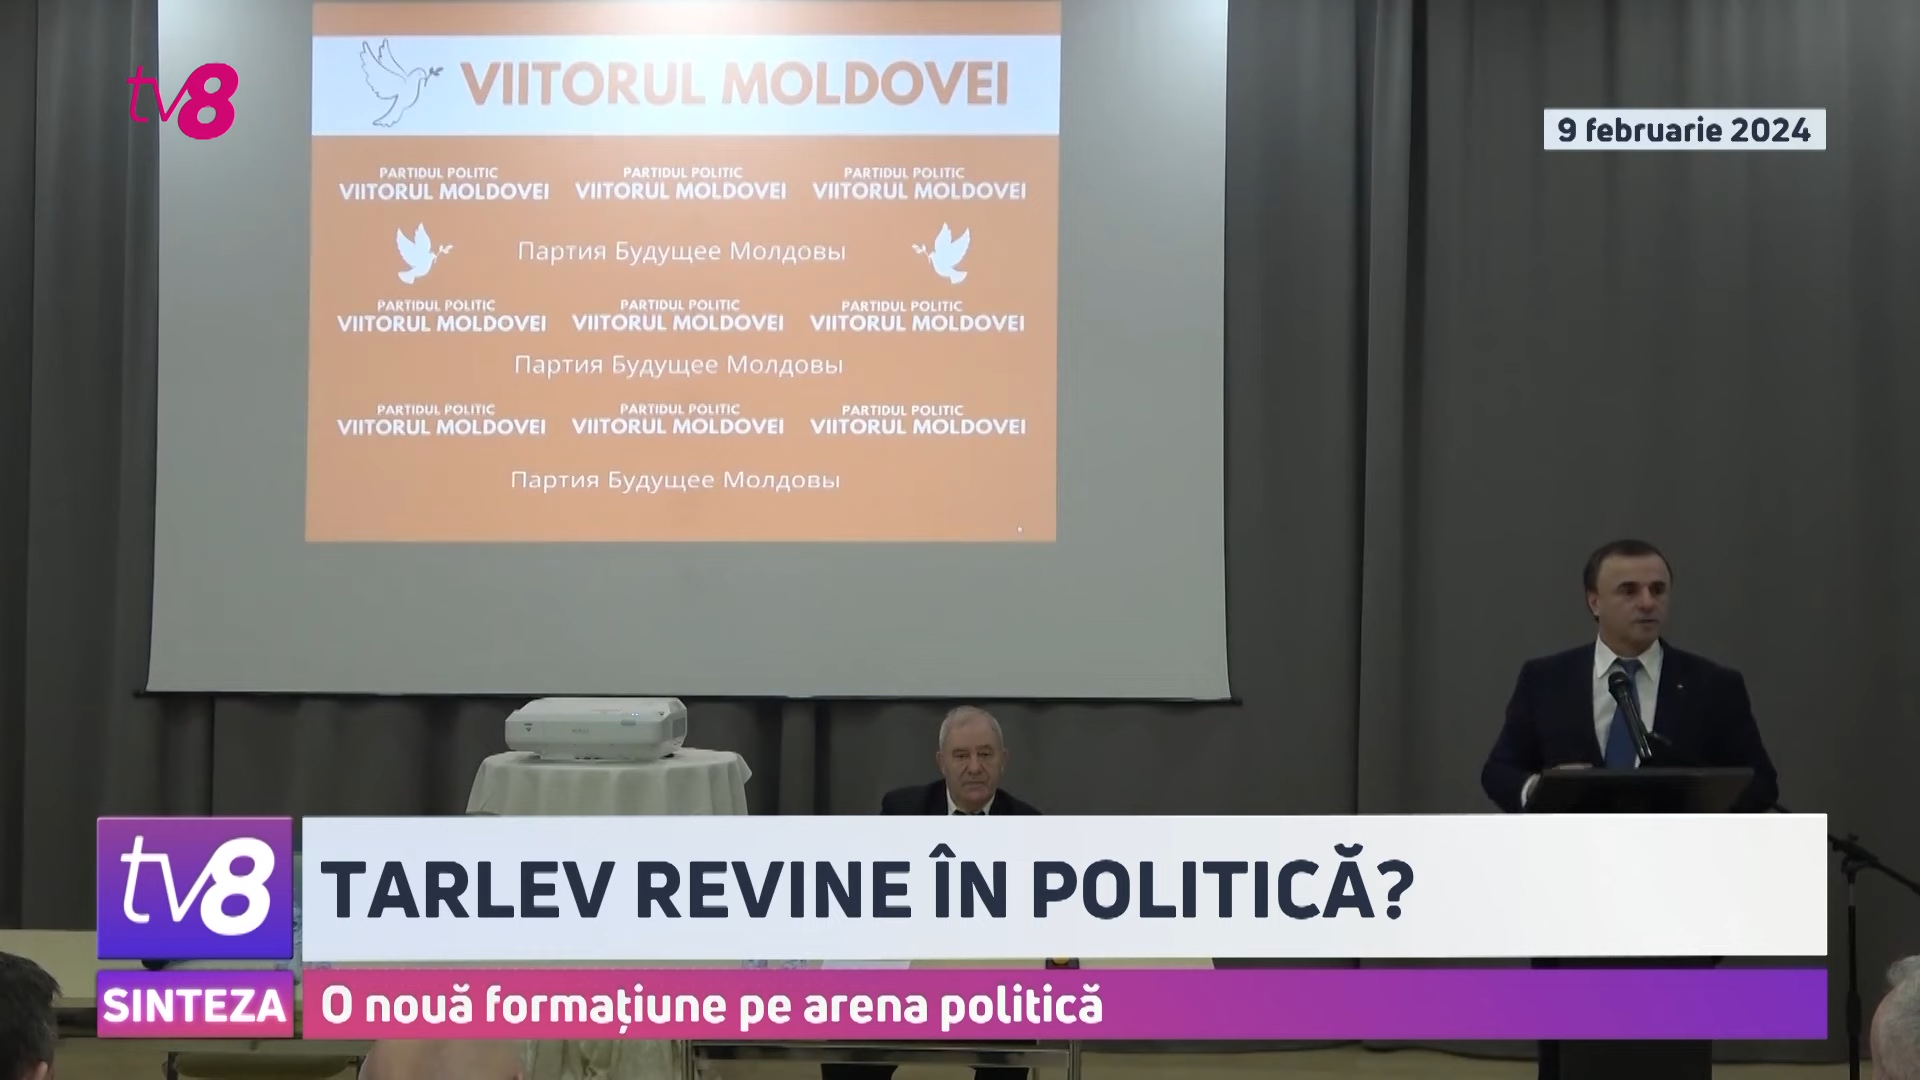 tv8
9 februarie 2024
VIITORUL MOLDOVEI
PARTIDUL POLITIC PARTIDUL POLITIC PARTIDUL POLITIC
VIITORUL MOLDOVEI VIITORUL MOLDOVEI VIITORUL MOLDOVEI
Партия Будущее Молдовы
PARTIDUL POLITIC PARTIDUL POLITIC PARTIDUL POLITIC
VIITORUL MOLDOVEI VIITORUL MOLDOVEI VIITORUL MOLDOVEI
Партия Будущее Молдовы
PARTIDUL POLITIC PARTIDUL POLITIC PARTIDUL POLITIC
VIITORUL MOLDOVEI VIITORUL MOLDOVEI VIITORUL MOLDOVEI
Партия Будущее Молдовы
tv8
TARLEV REVINE ÎN POLITICĂ?
SINTEZA
O nouă formațiune pe arena politică